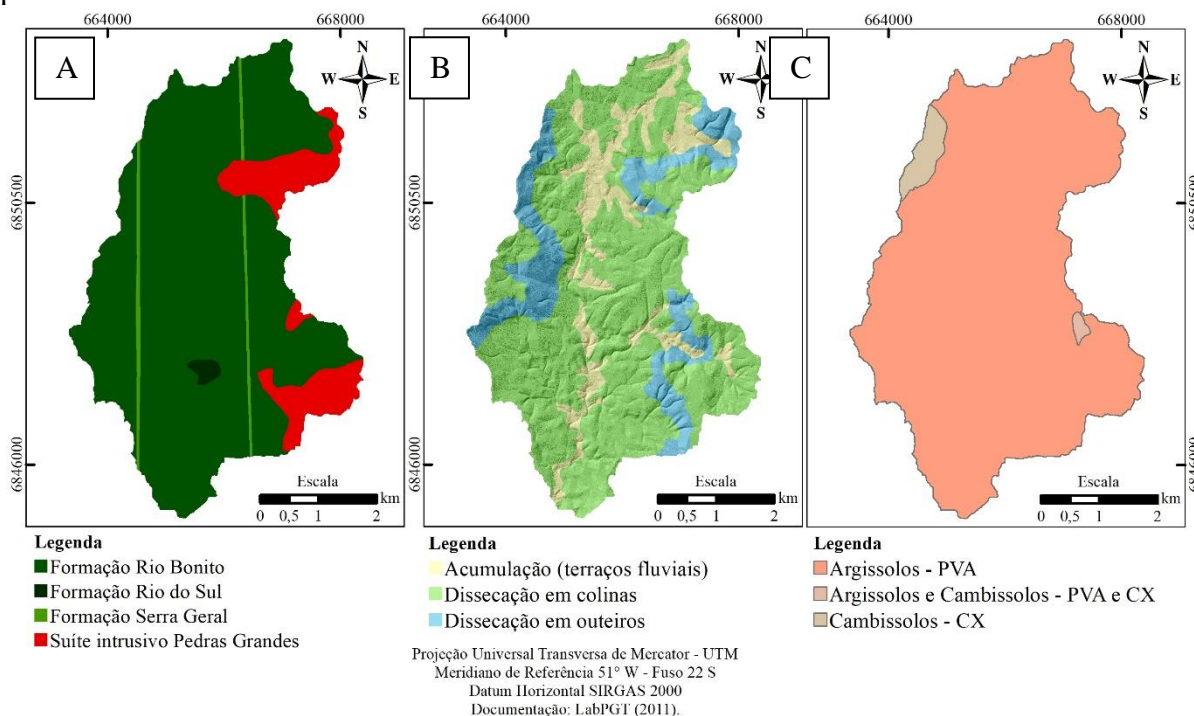 664000 668000
664000 668000
664000 668000
A
N
W E
S
B
N
W E
S
C
N
W E
S
6850500
6850500
6850500
6846000
6846000
6846000
Escala
km
0 0,5 1 2
Escala
km
0 0,5 1 2
Escala
km
0 0,5 1 2
Legenda
Formação Rio Bonito
Formação Rio do Sul
Formação Serra Geral
Suíte intrusivo Pedras Grandes
Legenda
Acumulação (terraços fluviais)
Dissecação em colinas
Dissecação em outeiros
Legenda
Argissolos - PVA
Argissolos e Cambissolos - PVA e CX
Cambissolos - CX
Projeção Universal Transversa de Mercator - UTM
Meridiano de Referência 51° W - Fuso 22 S
Datum Horizontal SIRGAS 2000
Documentação: LabPGT (2011).